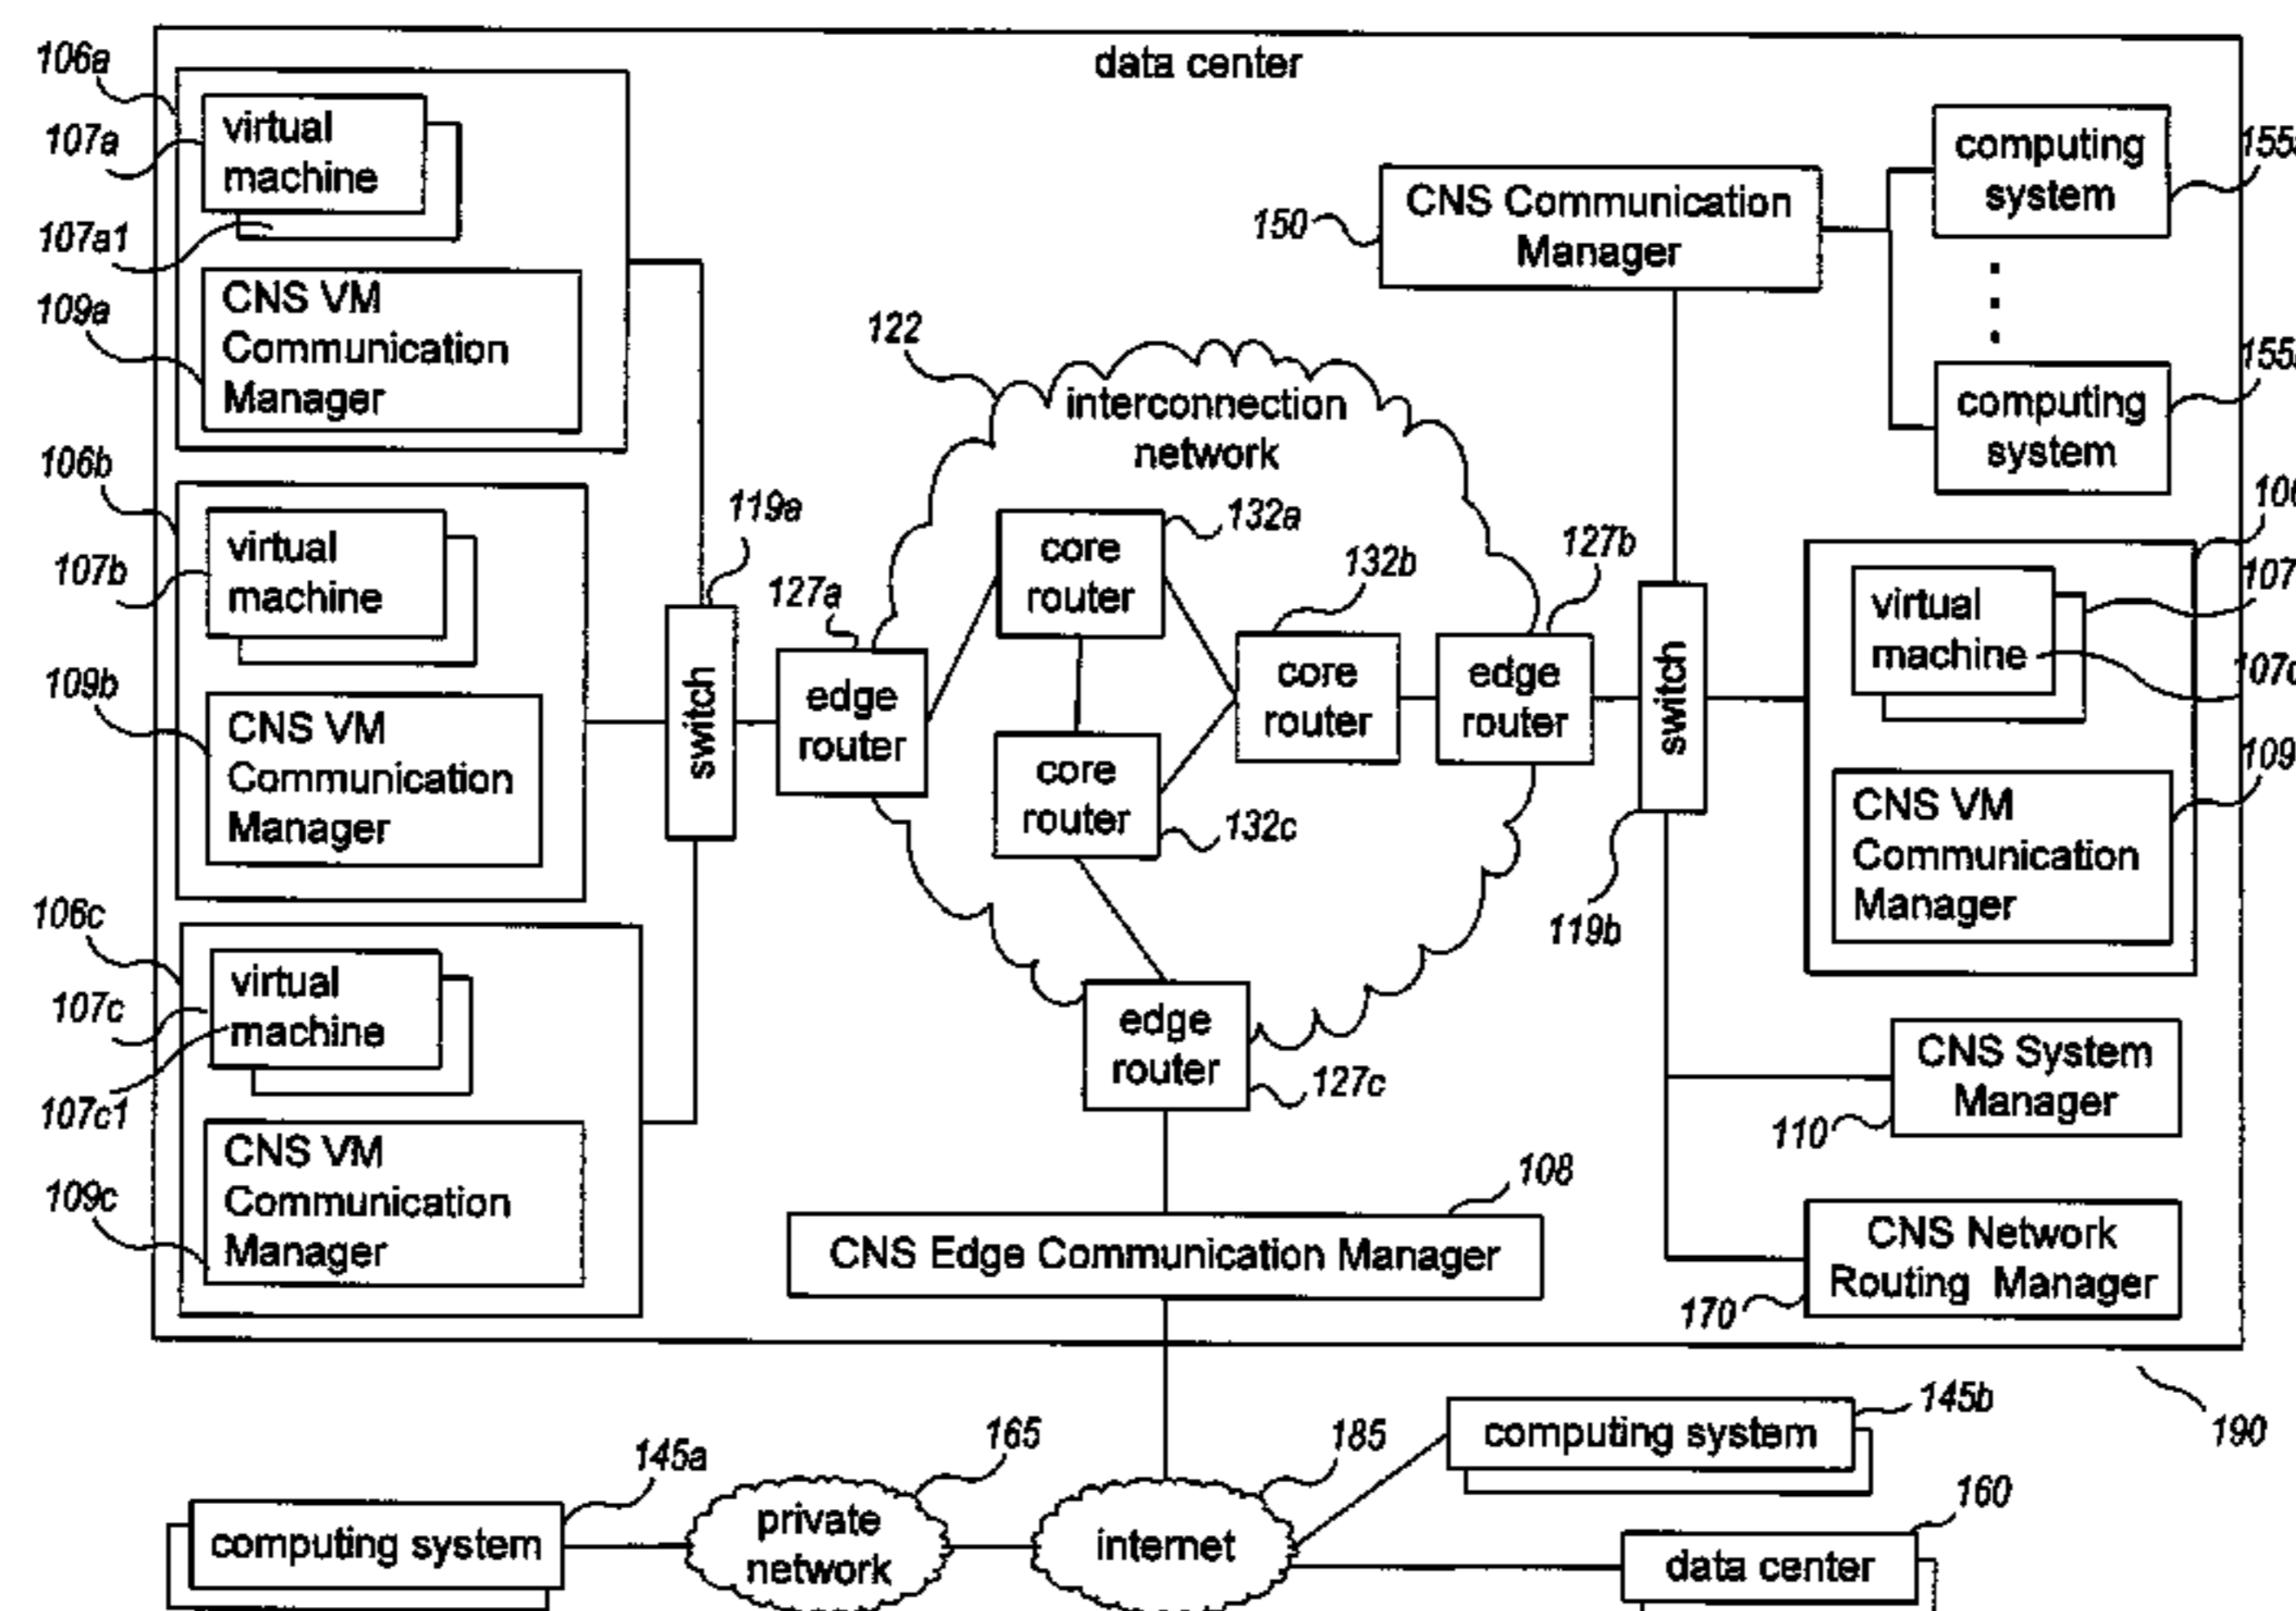 data center
106a
virtual
machine
107a
107a1
CNS VM
Communication
Manager
109a
106b
virtual
machine
107b
CNS VM
Communication
Manager
109b
106c
virtual
machine
107c
107c1
CNS VM
Communication
Manager
109c
switch
119a
122
interconnection
network
edge
router
127a
core
router
132a
core
router
132b
core
router
132c
edge
router
127b
edge
router
127c
switch
119b
150
CNS Communication
Manager
computing
system
computing
system
virtual
machine
CNS VM
Communication
Manager
CNS System
Manager
110
CNS Network
Routing Manager
170
108
CNS Edge Communication Manager
190
145a
computing system
165
private
network
185
internet
145b
computing system
160
data center